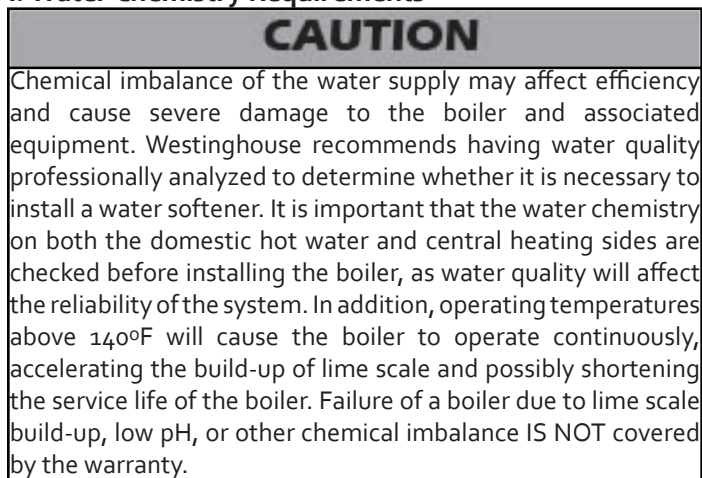 CAUTION
Chemical imbalance of the water supply may affect efficiency
and cause severe damage to the boiler and associated
equipment. Westinghouse recommends having water quality
professionally analyzed to determine whether it is necessary to
install a water softener. It is important that the water chemistry
on both the domestic hot water and central heating sides are
checked before installing the boiler, as water quality will affect
the reliability of the system. In addition, operating temperatures
above 140ºF will cause the boiler to operate continuously,
accelerating the build-up of lime scale and possibly shortening
the service life of the boiler. Failure of a boiler due to lime scale
build-up, low pH, or other chemical imbalance IS NOT covered
by the warranty.